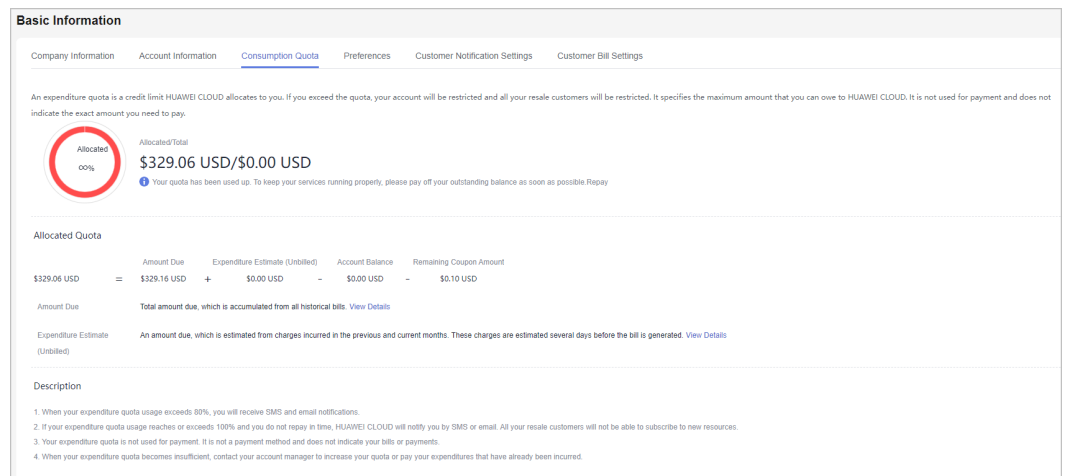 Basic Information
Company Information Account Information Consumption Quota Preferences Customer Notification Settings Customer Bill Settings
An expenditure quota is a credit limit HUAWEI CLOUD allocates to you. If you exceed the quota, your account will be restricted and all your resale customers will be restricted. It specifies the maximum amount that you can owe to HUAWEI CLOUD. It is not used for payment and does not
indicate the exact amount you need to pay.
Allocated
∞%
Allocated/Total
$329.06 USD/$0.00 USD
Your quota has been used up. To keep your services running properly, please pay off your outstanding balance as soon as possible.Repay
Allocated Quota
Amount Due Expenditure Estimate (Unbilled) Account Balance Remaining Coupon Amount
$329.06 USD = $329.16 USD + $0.00 USD - $0.00 USD - $0.10 USD
Amount Due Total amount due, which is accumulated from all historical bills. View Details
Expenditure Estimate An amount due, which is estimated from charges incurred in the previous and current months. These charges are estimated several days before the bill is generated. View Details
(Unbilled)
Description
1. When your expenditure quota usage exceeds 80%, you will receive SMS and email notifications.
2. If your expenditure quota usage reaches or exceeds 100% and you do not repay in time, HUAWEI CLOUD will notify you by SMS or email. All your resale customers will not be able to subscribe to new resources.
3. Your expenditure quota is not used for payment. It is not a payment method and does not indicate your bills or payments.
4. When your expenditure quota becomes insufficient, contact your account manager to increase your quota or pay your expenditures that have already been incurred.